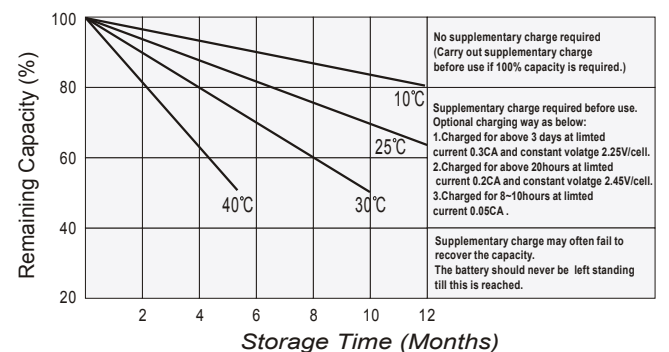 100
80
60
40
20
Remaining Capacity (%)
2 4 6 8 10 12
Storage Time (Months)
10℃
25℃
30℃
40℃
No supplementary charge required
(Carry out supplementary charge
before use if 100% capacity is required.)
Supplementary charge required before use.
Optional charging way as below:
1.Charged for above 3 days at limted
current 0.3CA and constant volatge 2.25V/cell.
2.Charged for above 20hours at limted
current 0.2CA and constant volatge 2.45V/cell.
3.Charged for 8~10hours at limted
current 0.05CA .
Supplementary charge may often fail to
recover the capacity.
The battery should never be left standing
till this is reached.